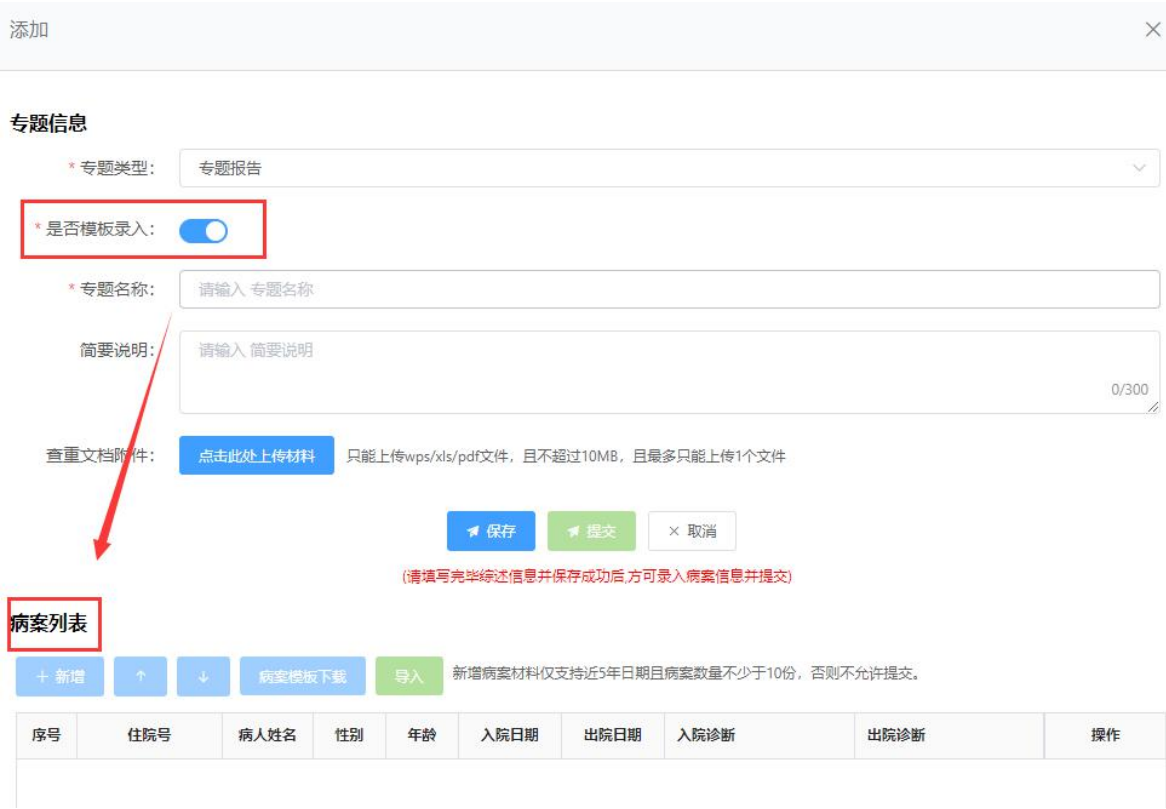 添加
专题信息
* 专题类型： 专题报告
* 是否模板录入：
* 专题名称： 请输入 专题名称
简要说明： 请输入 简要说明
0/300
查重文档附件： 点击此处上传材料 只能上传wps/xls/pdf文件，且不超过10MB，且最多只能上传1个文件
保存 提交 × 取消
(请填写完毕综述信息并保存成功后,方可录入病案信息并提交)
病案列表
+ 新增 ↑ ↓ 病案模板下载 导入 新增病案材料仅支持近5年日期且病案数量不少于10份，否则不允许提交。
序号 住院号 病人姓名 性别 年龄 入院日期 出院日期 入院诊断 出院诊断 操作